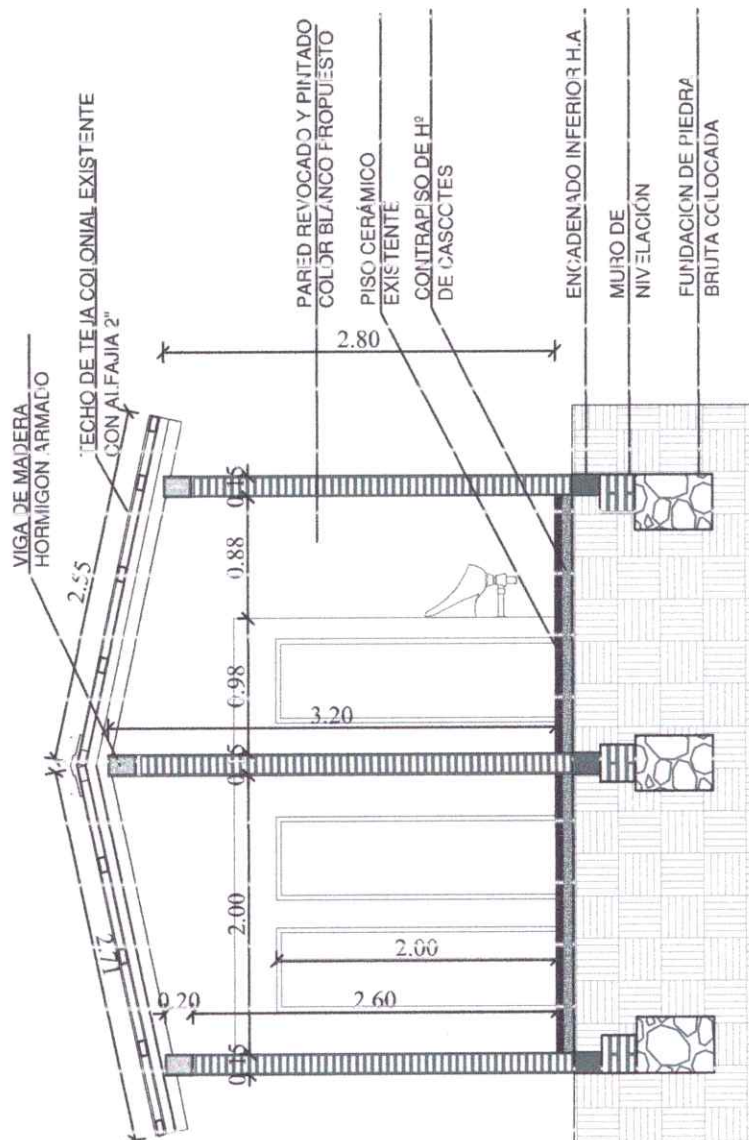 VIGA DE MADERA
HORMIGON ARMADO
TECHO DE TEJA COLONIAL EXISTENTE
CON ALFAJIA 2"
PARED REVOCADO Y PINTADO
COLOR BLANCO PROPUESTO
PISO CERÁMICO
EXISTENTE
CONTRAPISO DE Hº
DE CASCOTES
ENCADENADO INFERIOR H.A
MURO DE
NIVELACIÓN
FUNDACION DE PIEDRA
BRUTA COLOCADA
2.55
2.80
0.15
0.88
0.98
3.20
0.15
2.00
2.00
0.20
2.60
0.15